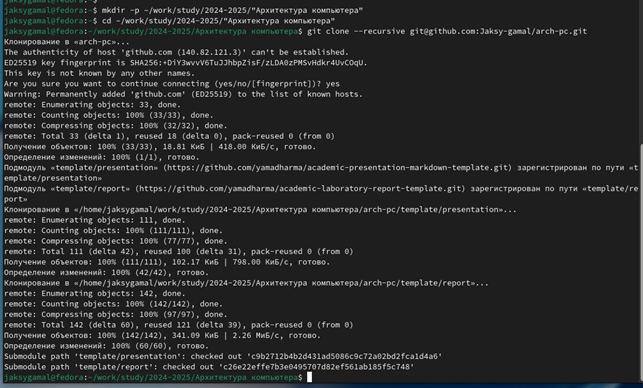 jaksygamal@fedora:~$ mkdir -p ~/work/study/2024-2025/"Архитектура компьютера"
jaksygamal@fedora:~$ cd ~/work/study/2024-2025/"Архитектура компьютера"
jaksygamal@fedora:~/work/study/2024-2025/Архитектура компьютера$ git clone --recursive git@github.com:Jaksy-gamal/arch-pc.git
Клонирование в «arch-pc»...
The authenticity of host 'github.com (140.82.121.3)' can't be established.
ED25519 key fingerprint is SHA256:+DiY3wvvV6TuJJhbpZisF/zLDA0zPMSvHdkr4UvCOqU.
This key is not known by any other names.
Are you sure you want to continue connecting (yes/no/[fingerprint])? yes
Warning: Permanently added 'github.com' (ED25519) to the list of known hosts.
remote: Enumerating objects: 33, done.
remote: Counting objects: 100% (33/33), done.
remote: Compressing objects: 100% (32/32), done.
remote: Total 33 (delta 1), reused 18 (delta 0), pack-reused 0 (from 0)
Получение объектов: 100% (33/33), 18.81 КиБ | 418.00 КиБ/с, готово.
Определение изменений: 100% (1/1), готово.
Подмодуль «template/presentation» (https://github.com/yamadharma/academic-presentation-markdown-template.git) зарегистрирован по пути «t
emplate/presentation»
Подмодуль «template/report» (https://github.com/yamadharma/academic-laboratory-report-template.git) зарегистрирован по пути «template/re
port»
Клонирование в «/home/jaksygamal/work/study/2024-2025/Архитектура компьютера/arch-pc/template/presentation»...
remote: Enumerating objects: 111, done.
remote: Counting objects: 100% (111/111), done.
remote: Compressing objects: 100% (77/77), done.
remote: Total 111 (delta 42), reused 100 (delta 31), pack-reused 0 (from 0)
Получение объектов: 100% (111/111), 102.17 КиБ | 798.00 КиБ/с, готово.
Определение изменений: 100% (42/42), готово.
Клонирование в «/home/jaksygamal/work/study/2024-2025/Архитектура компьютера/arch-pc/template/report»...
remote: Enumerating objects: 142, done.
remote: Counting objects: 100% (142/142), done.
remote: Compressing objects: 100% (97/97), done.
remote: Total 142 (delta 60), reused 121 (delta 39), pack-reused 0 (from 0)
Получение объектов: 100% (142/142), 341.09 КиБ | 2.26 МиБ/с, готово.
Определение изменений: 100% (60/60), готово.
Submodule path 'template/presentation': checked out 'c9b2712b4b2d431ad5086c9c72a02bd2fca1d4a6'
Submodule path 'template/report': checked out 'c26e22effe7b3e0495707d82ef561ab185f5c748'
jaksygamal@fedora:~/work/study/2024-2025/Архитектура компьютера$